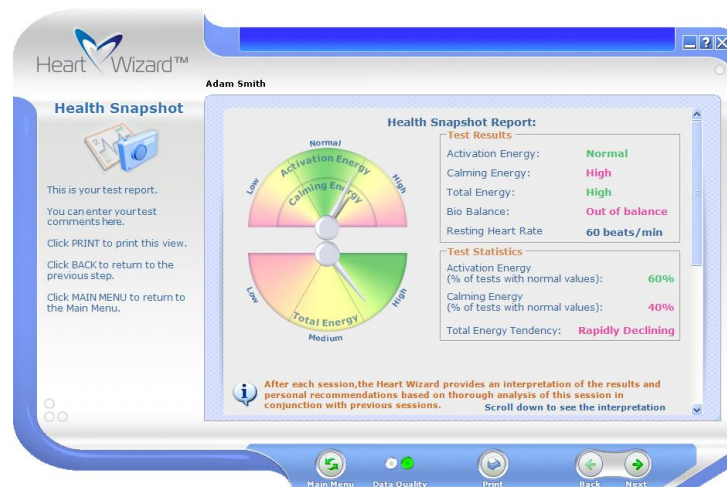 Heart Wizard™
Adam Smith
Health Snapshot
This is your test report.
You can enter your test
comments here.
Click PRINT to print this view.
Click BACK to return to the
previous step.
Click MAIN MENU to return to
the Main Menu.
Health Snapshot Report:
Normal
Low
High
Activation Energy
Calming Energy
Low
High
Total Energy
Medium
Test Results
Activation Energy: Normal
Calming Energy: High
Total Energy: High
Bio Balance: Out of balance
Resting Heart Rate 60 beats/min
Test Statistics
Activation Energy
(% of tests with normal values): 60%
Calming Energy
(% of tests with normal values): 40%
Total Energy Tendency: Rapidly Declining
After each session,the Heart Wizard provides an interpretation of the results and
personal recommendations based on thorough analysis of this session in
conjunction with previous sessions. Scroll down to see the interpretation
Main Menu
Data Quality
Print
Back
Next